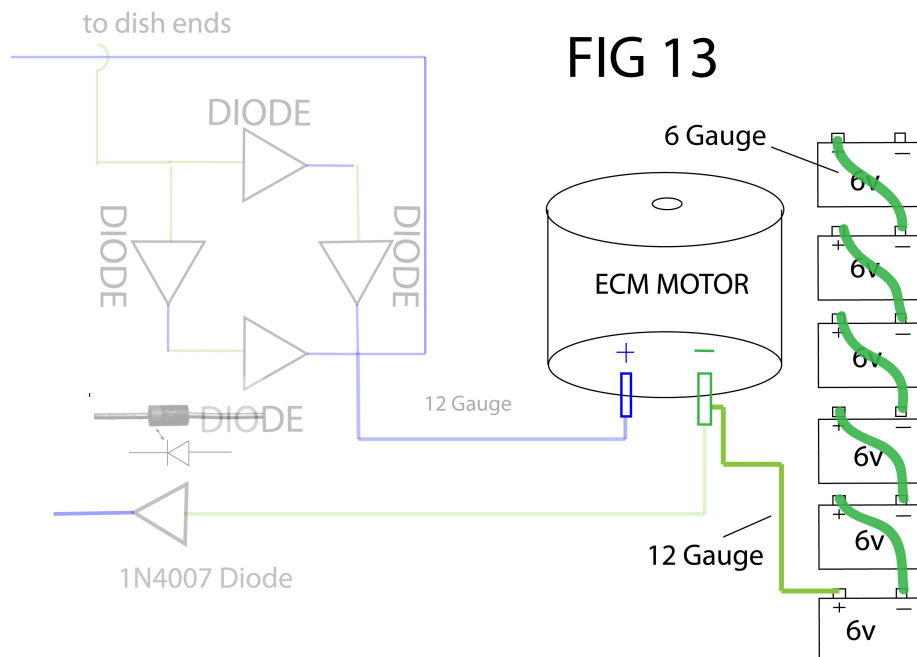 to dish ends
FIG 13
DIODE
6 Gauge
+ –
6v
DIODE
DIODE
+ –
6v
ECM MOTOR
+ –
6v
+ –
12 Gauge
DIODE
+ –
6v
+ –
6v
12 Gauge
1N4007 Diode
+ –
6v